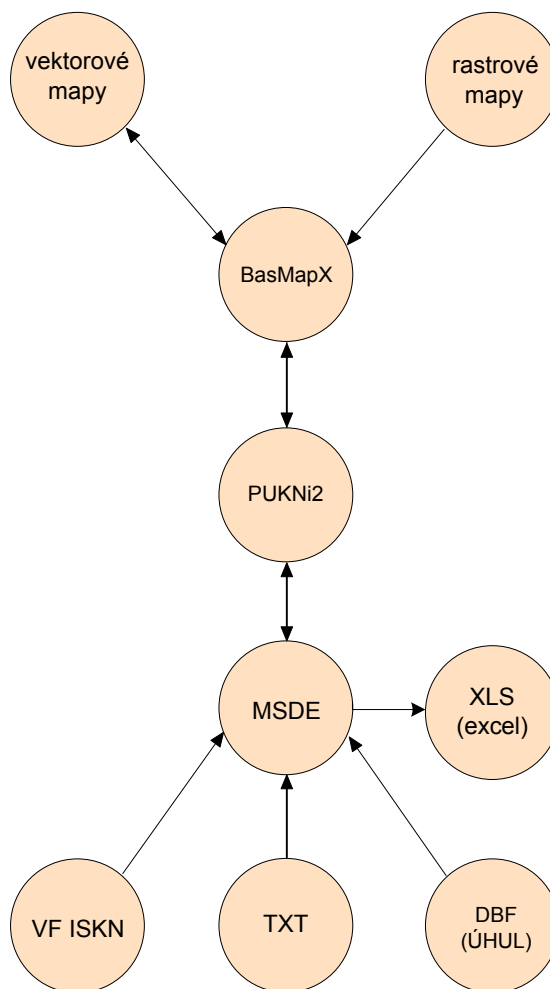 vektorové
mapy
rastrové
mapy
BasMapX
PUKNi2
MSDE
XLS
(excel)
VF ISKN
TXT
DBF
(ÚHUL)